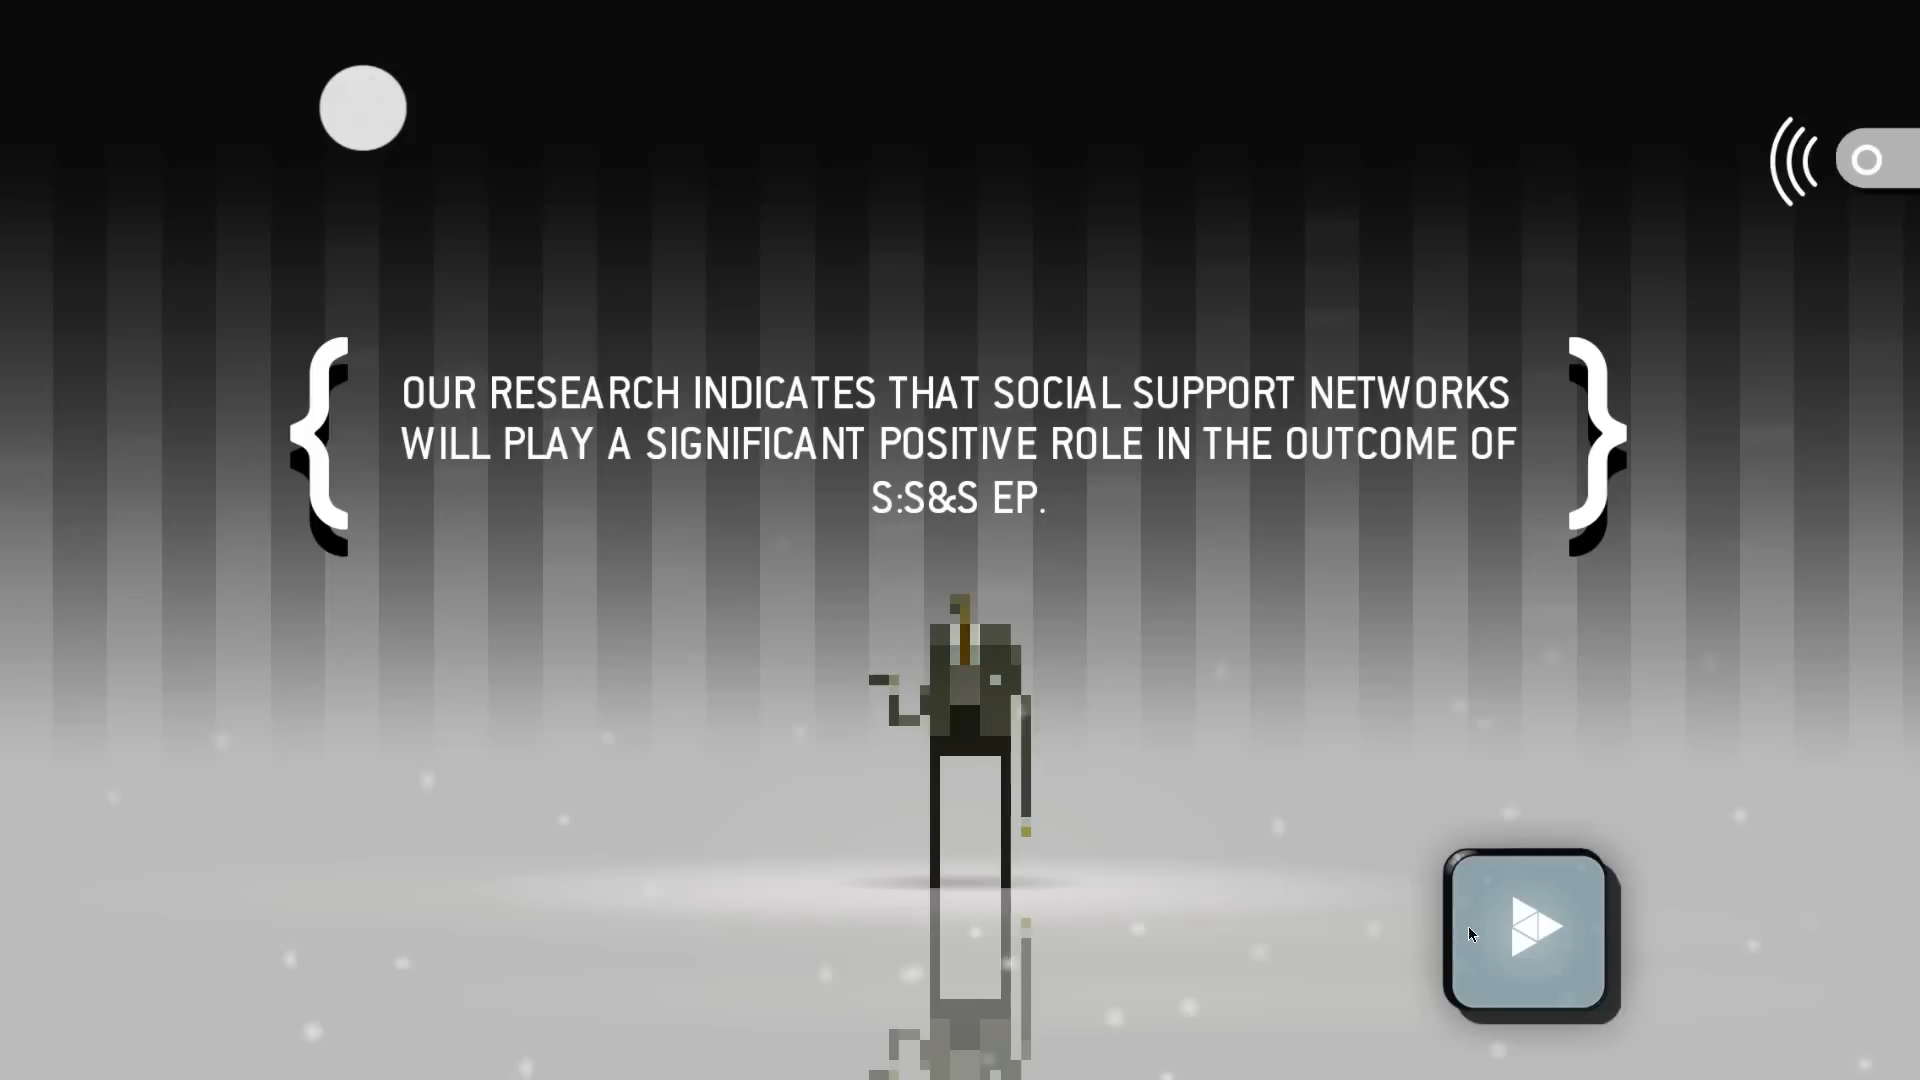 OUR RESEARCH INDICATES THAT SOCIAL SUPPORT NETWORKS
WILL PLAY A SIGNIFICANT POSITIVE ROLE IN THE OUTCOME OF
S:S&S EP.